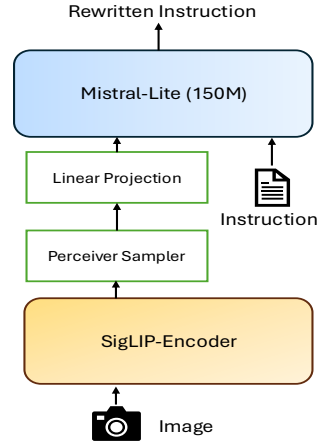 Rewritten Instruction
Mistral-Lite (150M)
Linear Projection
Instruction
Perceiver Sampler
SigLIP-Encoder
Image